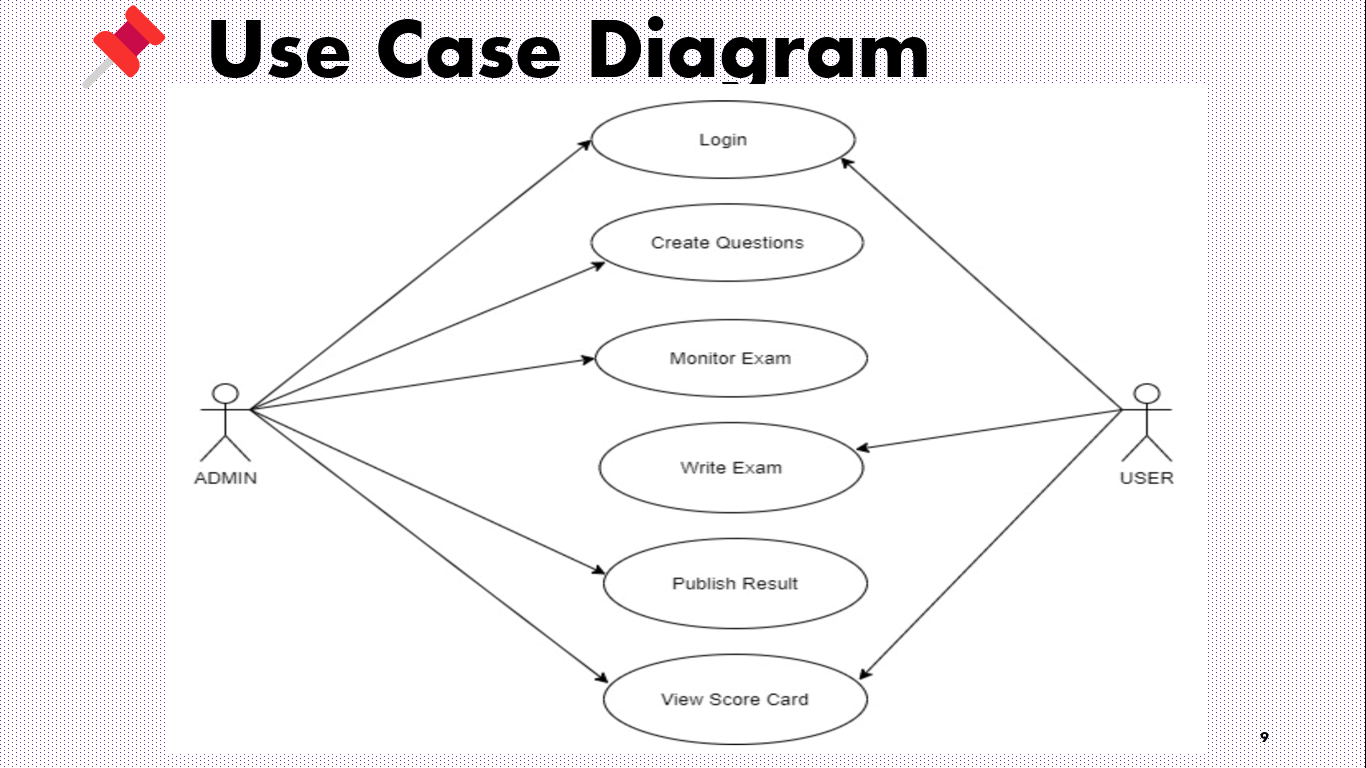 Use Case Diagram
Login
Create Questions
Monitor Exam
Write Exam
ADMIN
USER
Publish Result
View Score Card
9